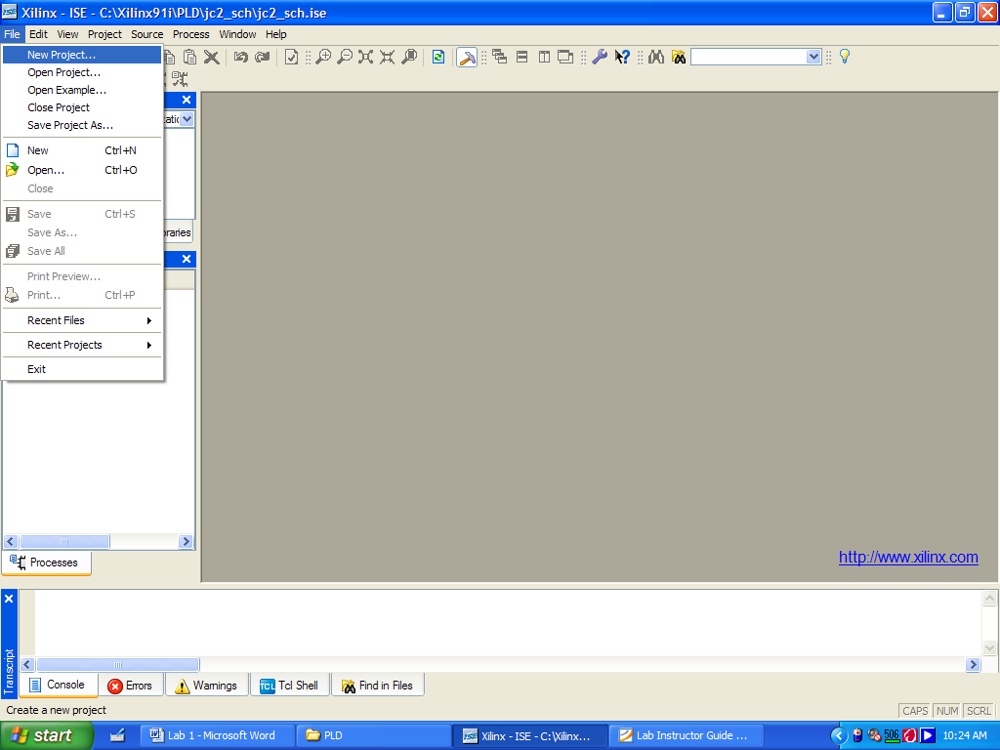 Xilinx - ISE - C:\Xilinx91i\PLD\jc2_sch\jc2_sch.ise
File Edit View Project Source Process Window Help
New Project...
Open Project...
Open Example...
Close Project
Save Project As...
New Ctrl+N
Open... Ctrl+O
Close
Save Ctrl+S
Save As...
Save All
Print Preview...
Print... Ctrl+P
Recent Files
Recent Projects
Exit
raries
Processes
http://www.xilinx.com
Transcript
Console Errors Warnings TCL Tcl Shell Find in Files
Create a new project CAPS NUM SCRL
start Lab 1 - Microsoft Word PLD ISE Xilinx - ISE - C:\Xilinx... Lab Instructor Guide ... 506 10:24 AM